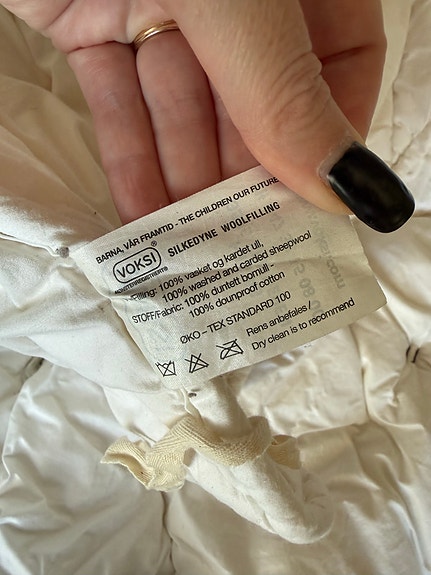 BARNA, VÅR FRAMTID - THE CHILDREN OUR FUTURE
VOKSI®
SILKEDYNE WOOLFILLING
Filling: 100% vasket og kardet ull,
100% washed and carded sheepwool
STOFF/Fabric: 100% duntett bomull -
100% dounproof cotton
ØKO - TEX STANDARD 100
Rens anbefales /
Dry clean is to recommend